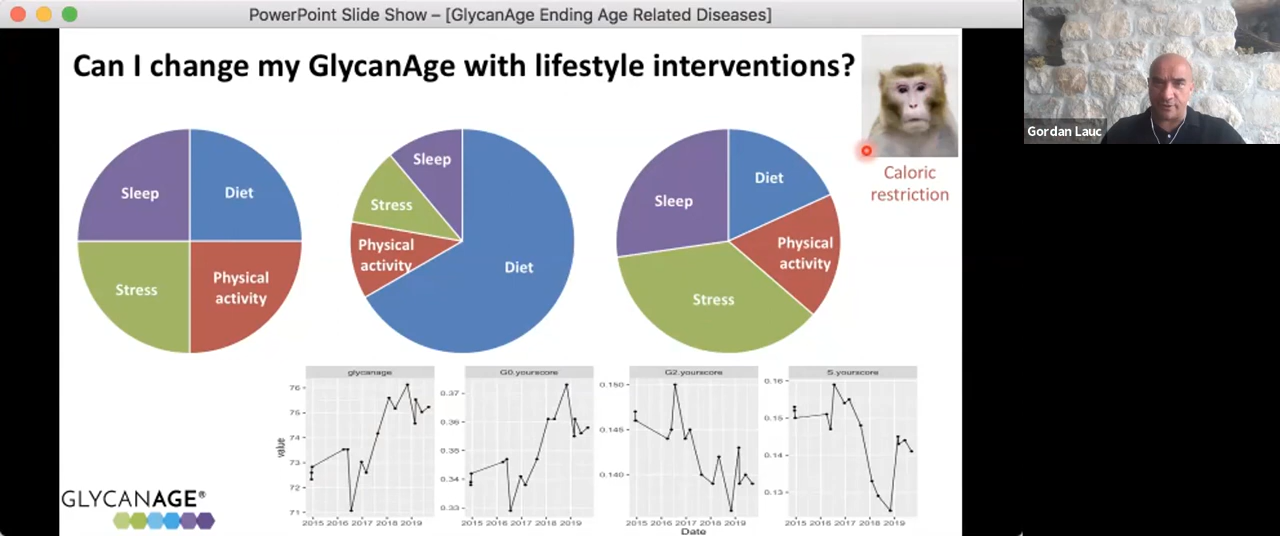 PowerPoint Slide Show – [GlycanAge Ending Age Related Diseases]
Can I change my GlycanAge with lifestyle interventions?
Gordan Lauc
Caloric
restriction
Sleep
Diet
Stress
Physical
activity
Sleep
Stress
Physical
activity
Diet
Sleep
Diet
Physical
activity
Stress
glycanage
value
76
75
74
73
72
71
2015 2016 2017 2018 2019
G0.yourscore
0.37
0.36
0.35
0.34
0.33
2015 2016 2017 2018 2019
G2.yourscore
0.150
0.145
0.140
2015 2016 2017 2018 2019
S.yourscore
0.16
0.15
0.14
0.13
2015 2016 2017 2018 2019
Date
GLYCANAGE®